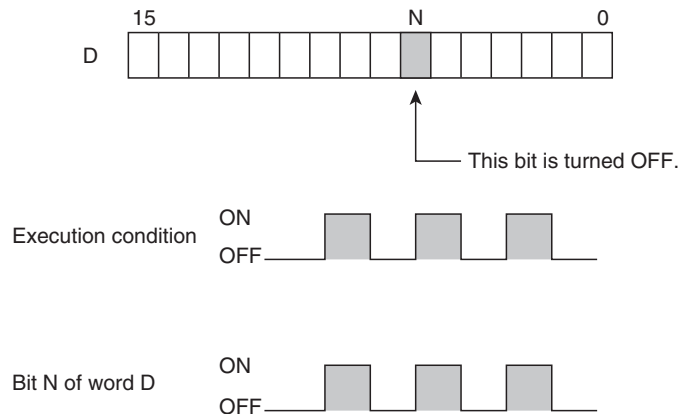 15 N 0
D
This bit is turned OFF.
ON
Execution condition
OFF
ON
Bit N of word D
OFF